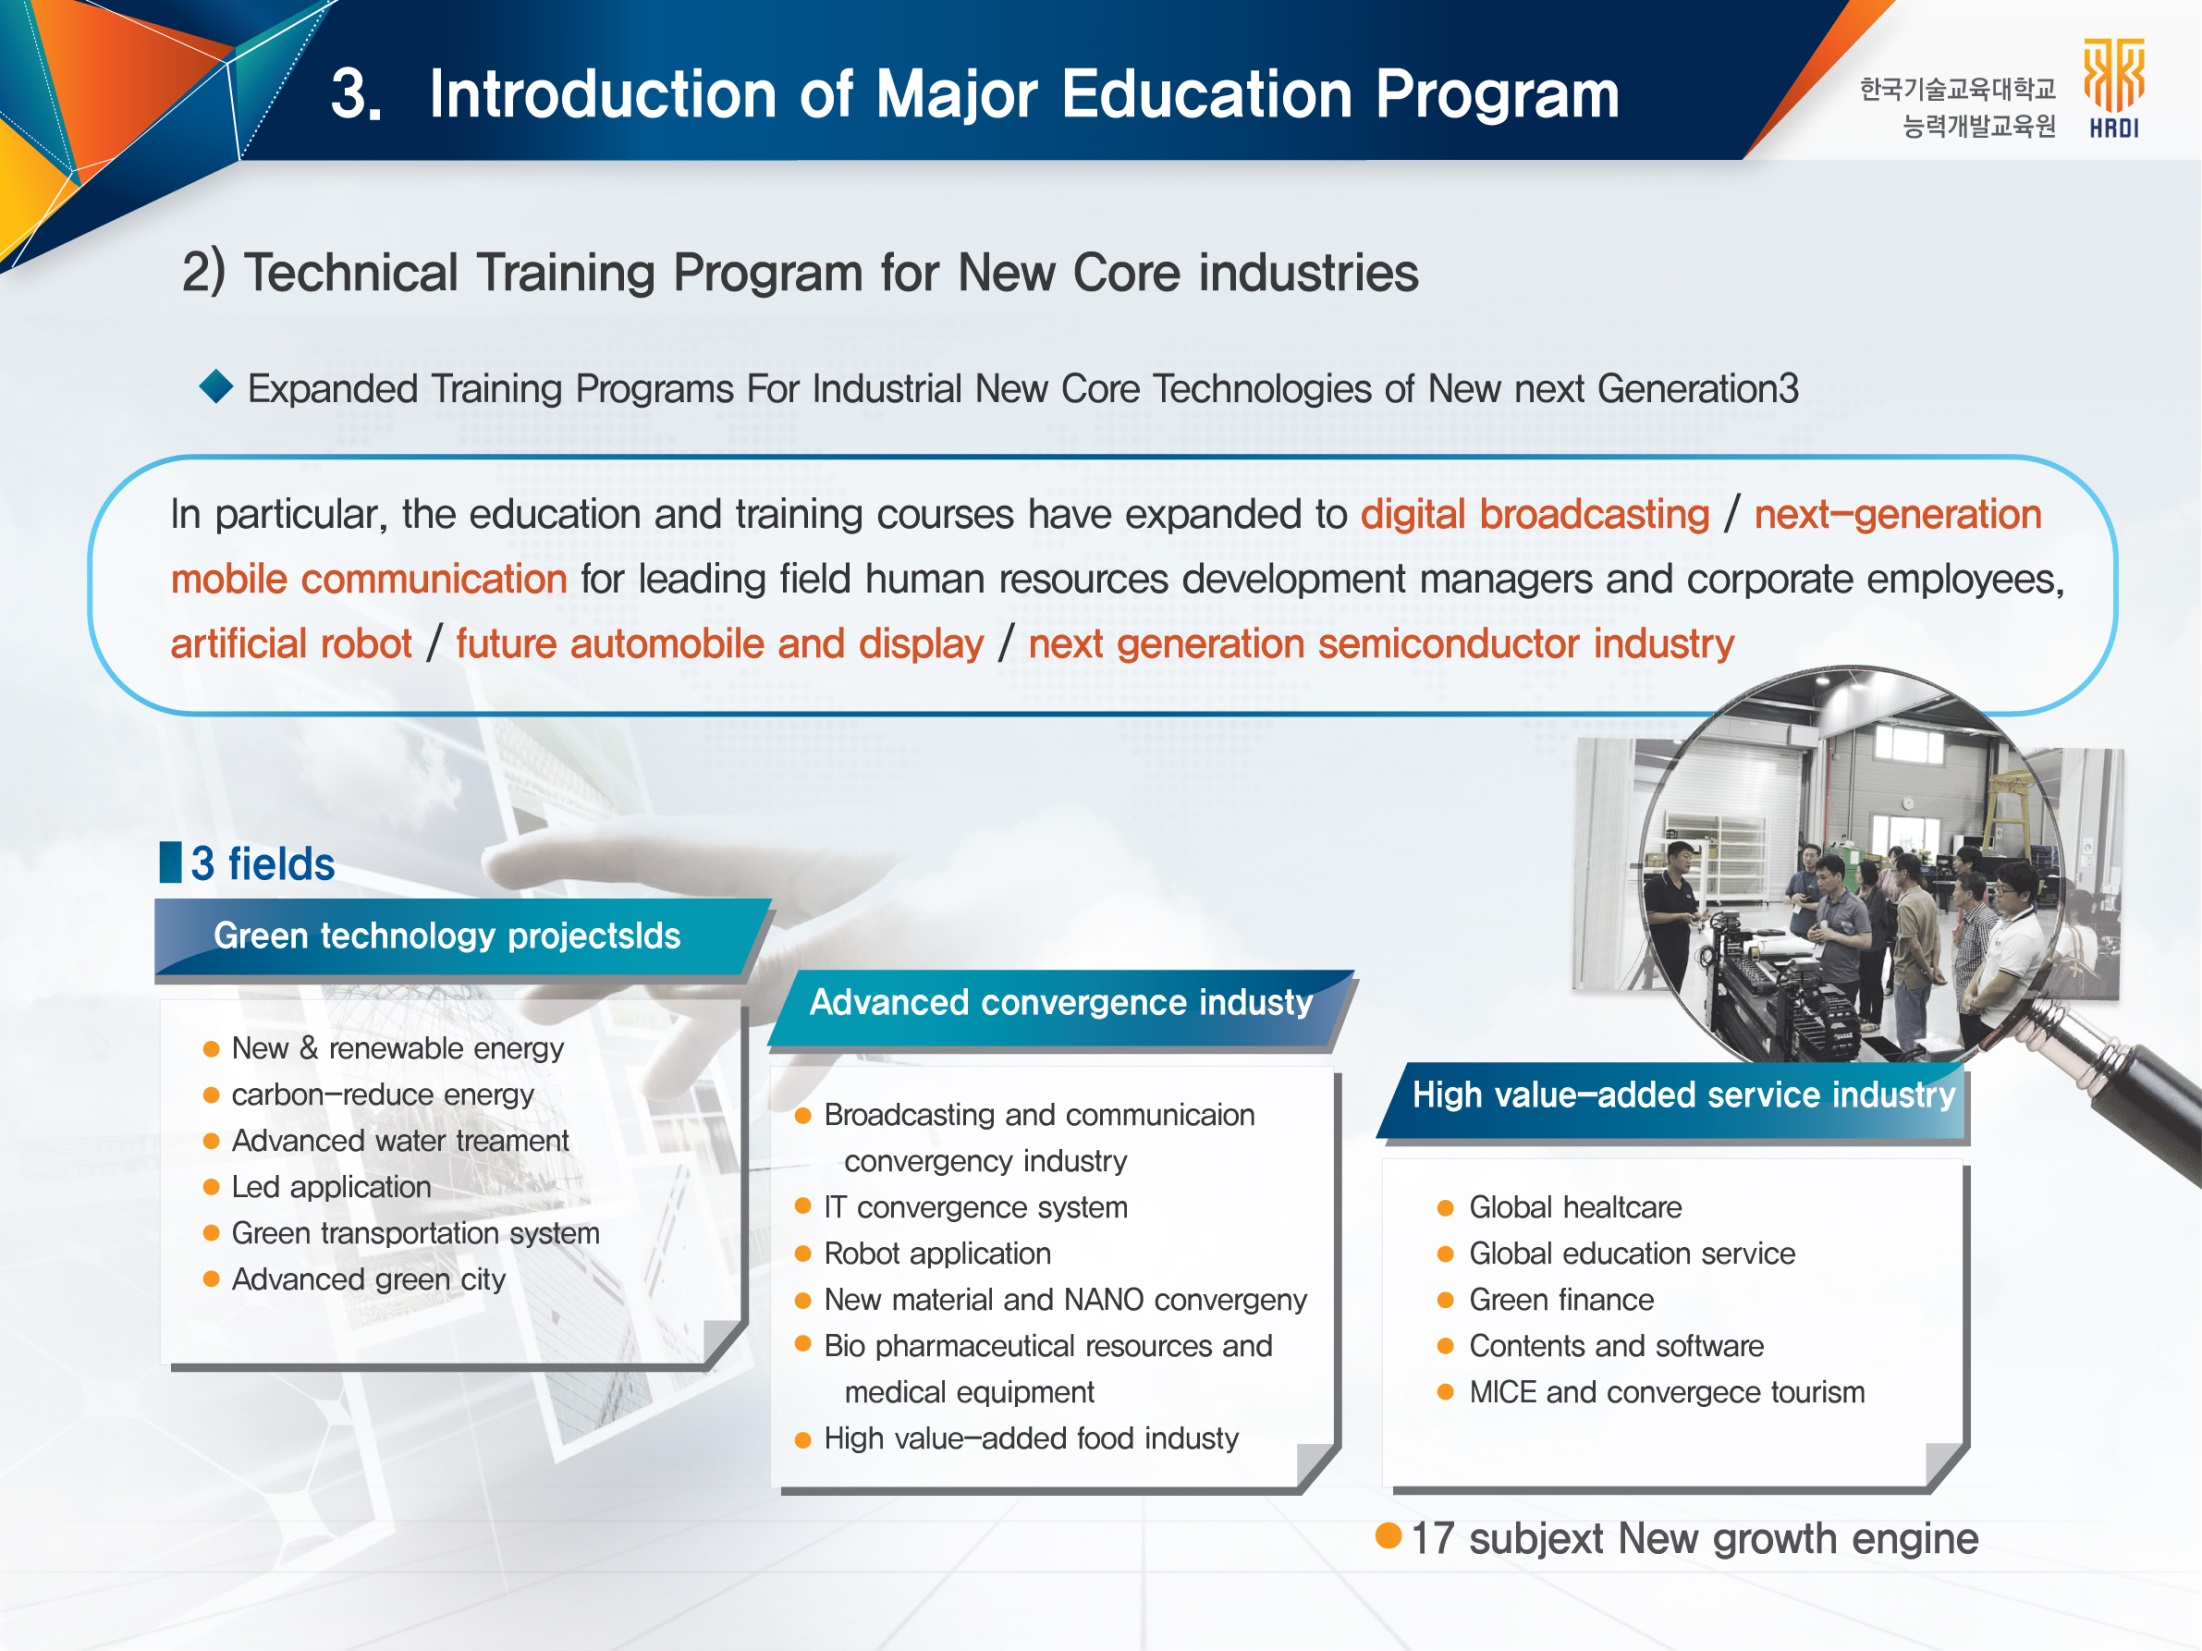 3. Introduction of Major Education Program
한국기술교육대학교
능력개발교육원
HRDI
2) Technical Training Program for New Core industries
Expanded Training Programs For Industrial New Core Technologies of New next Generation3
In particular, the education and training courses have expanded to digital broadcasting / next-generation
mobile communication for leading field human resources development managers and corporate employees,
artificial robot / future automobile and display / next generation semiconductor industry
3 fields
Green technology projectslds
New & renewable energy
carbon-reduce energy
Advanced water treament
Led application
Green transportation system
Advanced green city
Advanced convergence industy
Broadcasting and communicaion
convergency industry
IT convergence system
Robot application
New material and NANO convergeny
Bio pharmaceutical resources and
medical equipment
High value-added food industy
High value-added service industry
Global healtcare
Global education service
Green finance
Contents and software
MICE and convergece tourism
17 subjext New growth engine